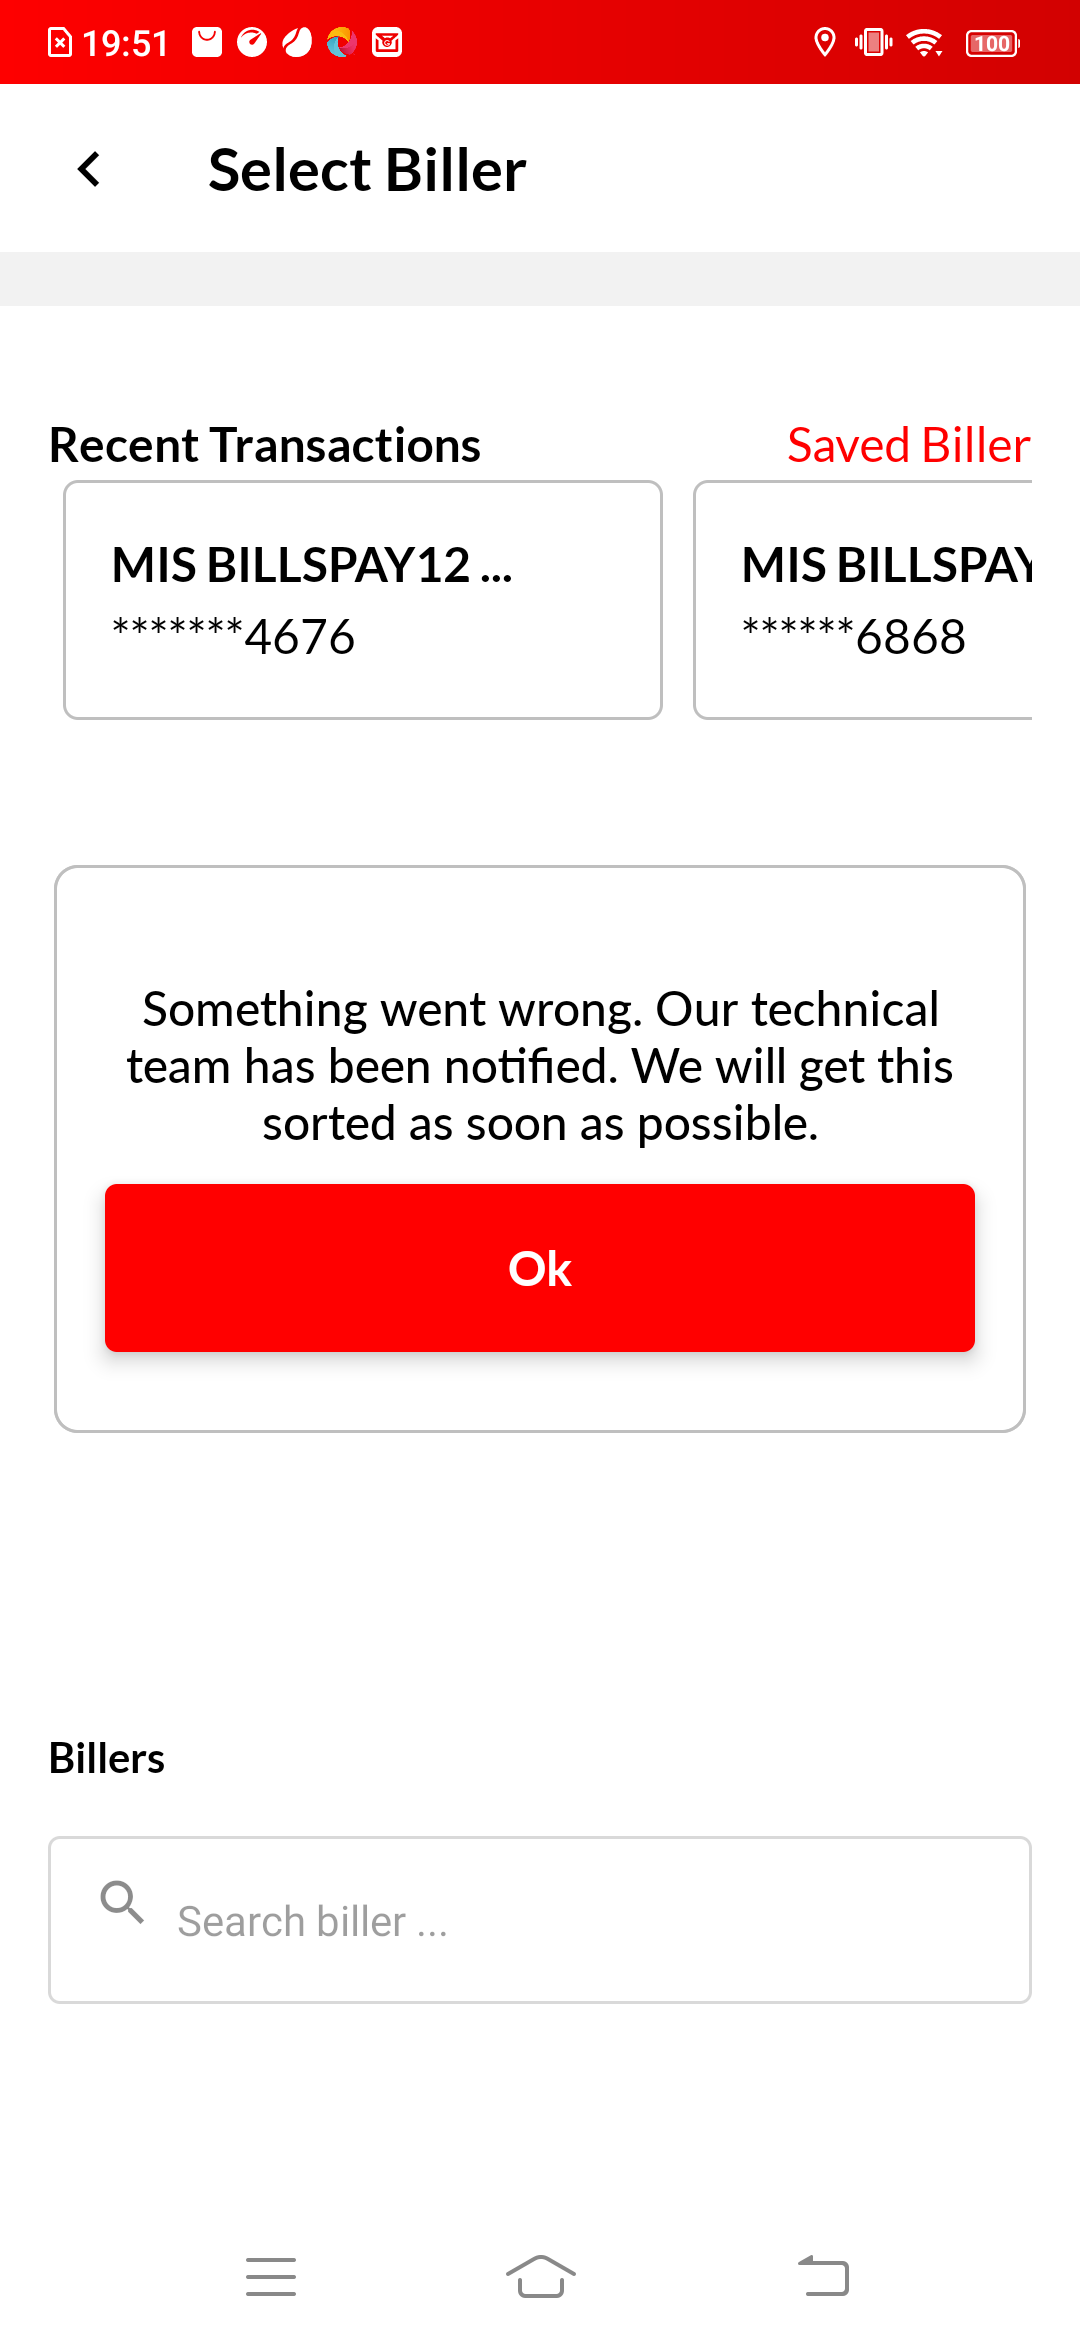 19:51
100
Select Biller
Recent Transactions
Saved Biller
MIS BILLSPAY12 ...
*******4676
MIS BILLSPAY
******6868
Something went wrong. Our technical
team has been notified. We will get this
sorted as soon as possible.
Ok
Billers
Search biller ...